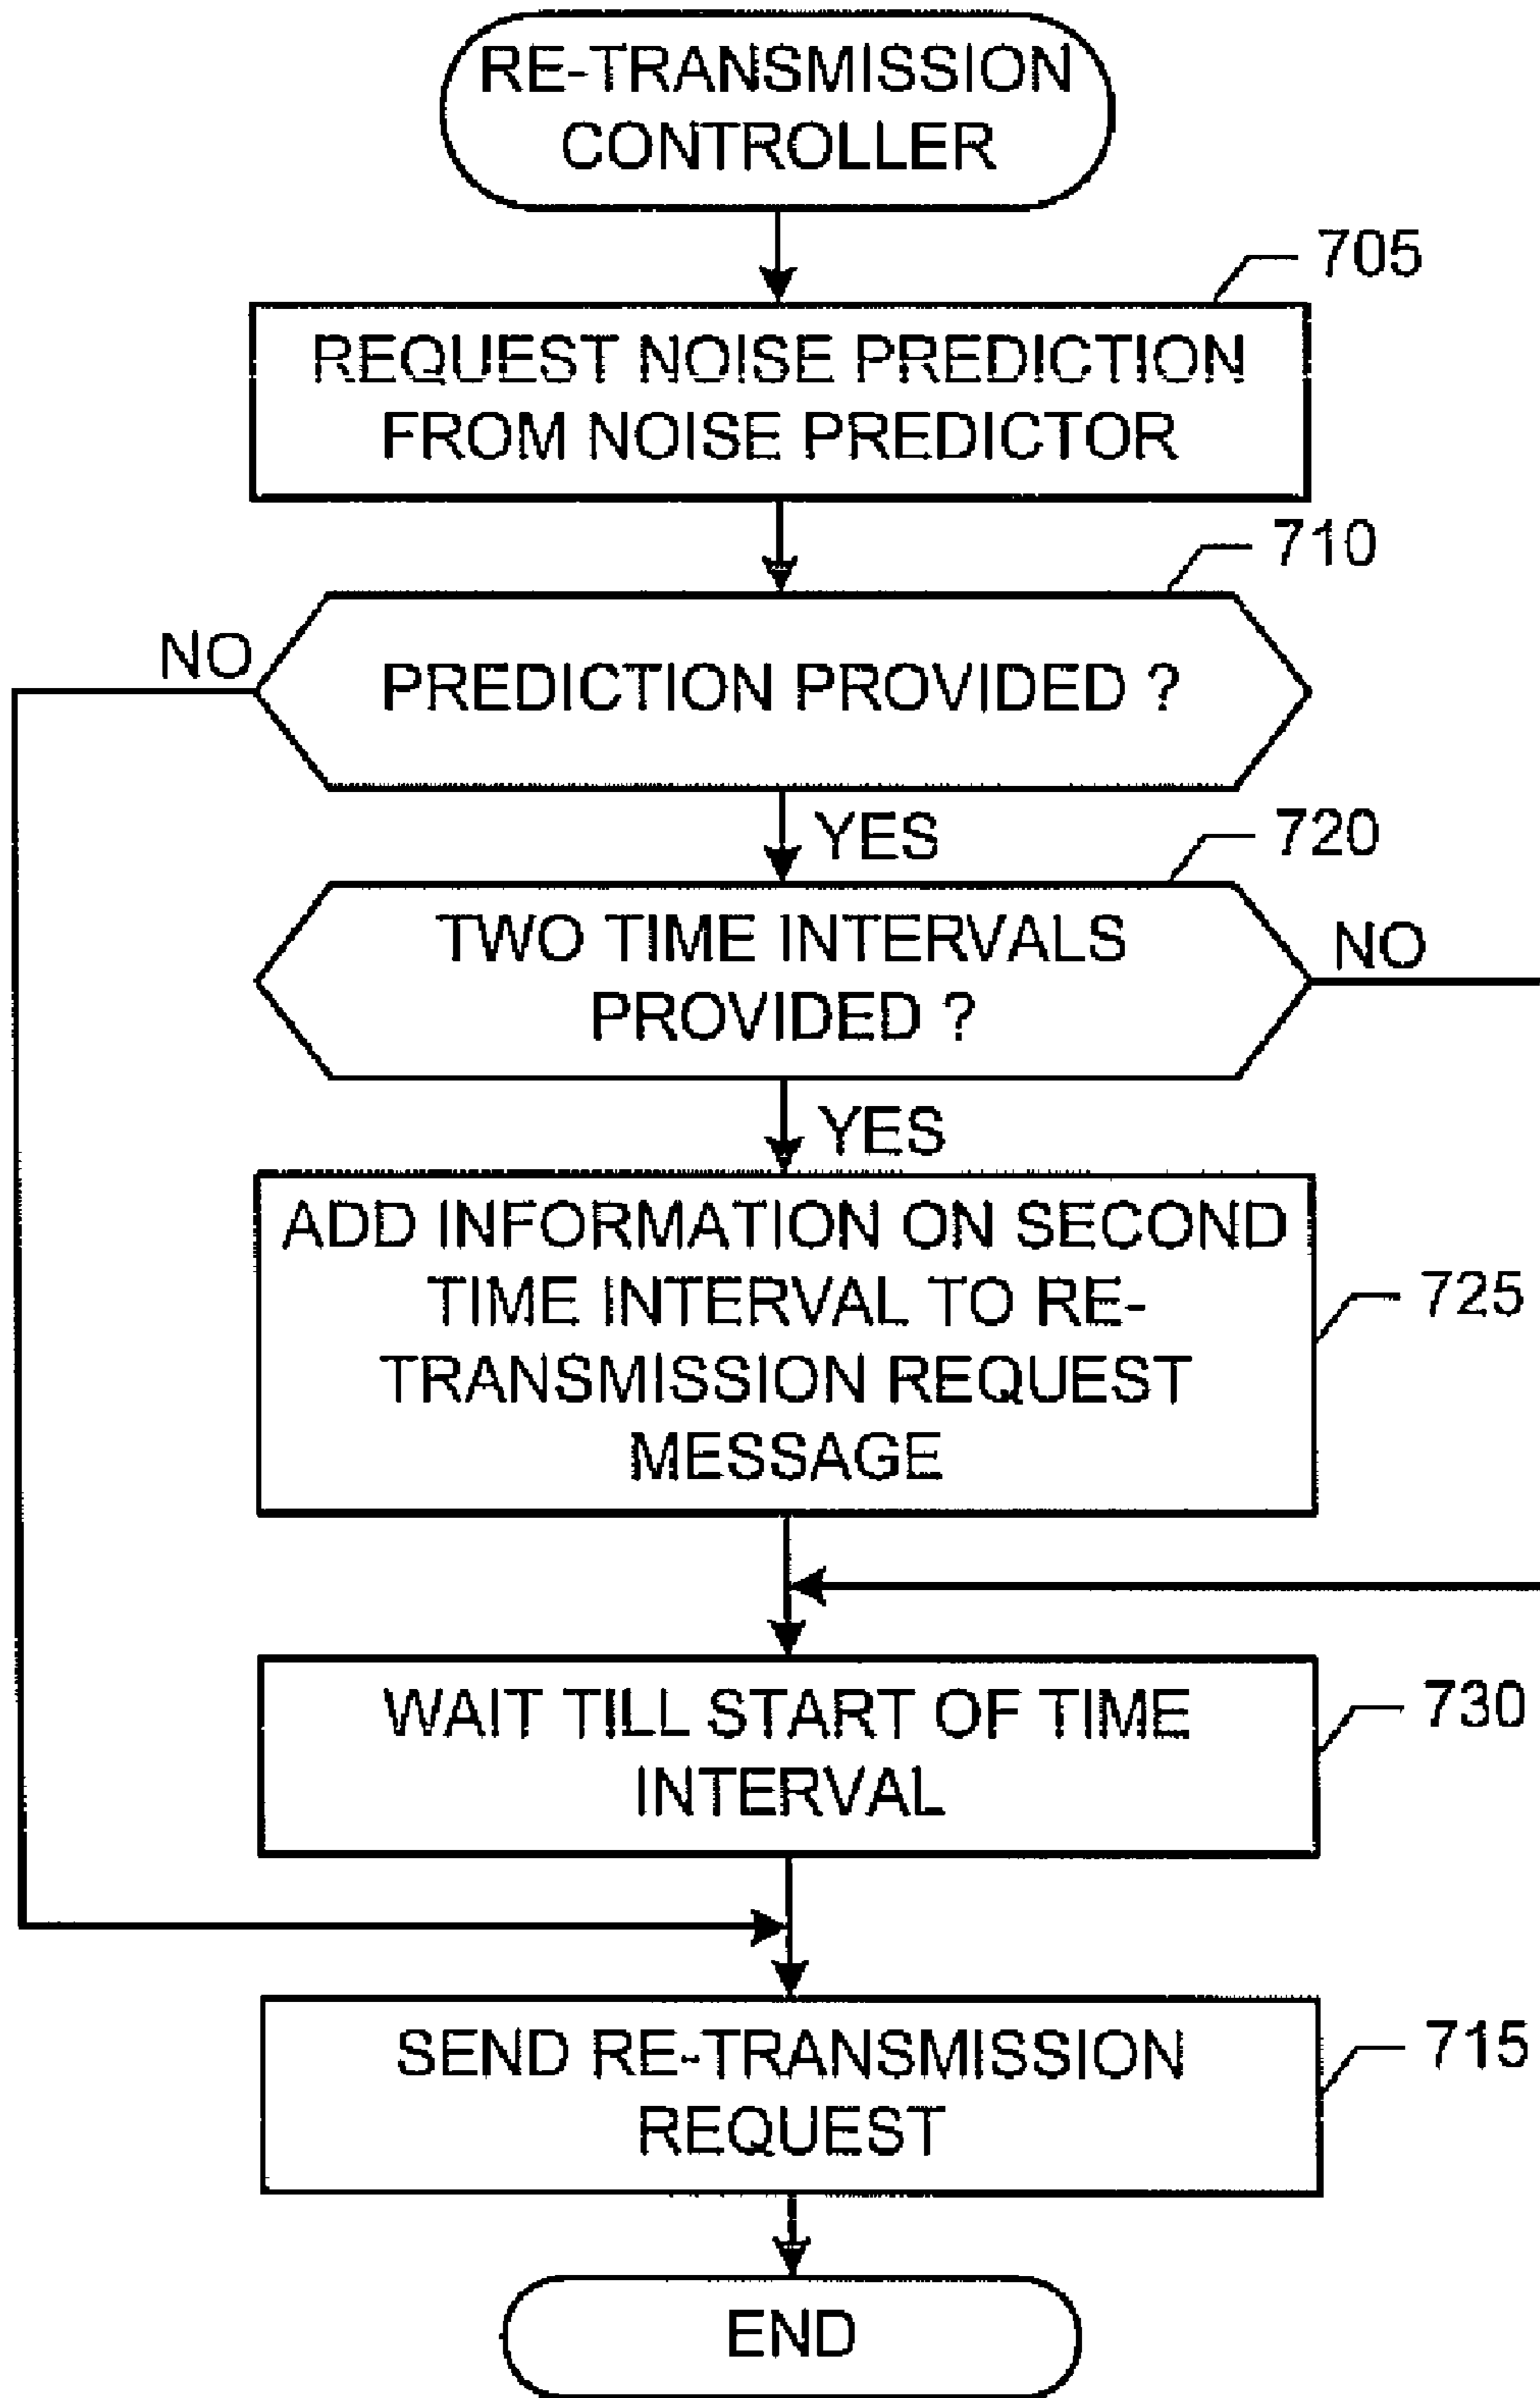 RE-TRANSMISSION
CONTROLLER
705
REQUEST NOISE PREDICTION
FROM NOISE PREDICTOR
710
NO
PREDICTION PROVIDED ?
YES
720
TWO TIME INTERVALS
PROVIDED ?
NO
YES
ADD INFORMATION ON SECOND
TIME INTERVAL TO RE-
TRANSMISSION REQUEST
MESSAGE
725
WAIT TILL START OF TIME
INTERVAL
730
SEND RE-TRANSMISSION
REQUEST
715
END